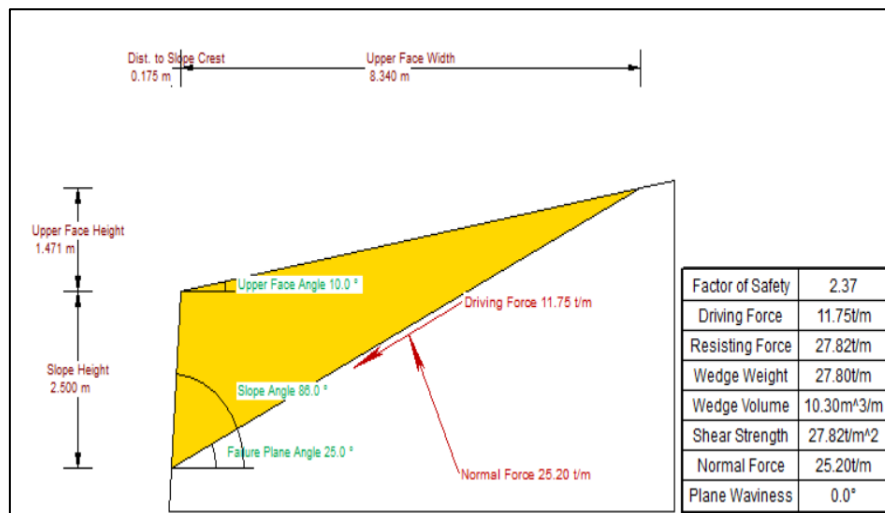 Dist. to Slope Crest
0.175 m
Upper Face Width
8.340 m
Upper Face Height
1.471 m
Upper Face Angle 10.0 °
Driving Force 11.75 t/m
Slope Height
2.500 m
Slope Angle 86.0 °
Failure Plane Angle 25.0 °
Normal Force 25.20 t/m
Factor of Safety 2.37
Driving Force 11.75t/m
Resisting Force 27.82t/m
Wedge Weight 27.80t/m
Wedge Volume 10.30m^3/m
Shear Strength 27.82t/m^2
Normal Force 25.20t/m
Plane Waviness 0.0°